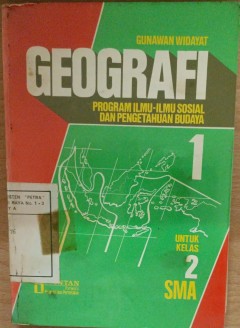 GUNAWAN WIDAYAT
GEOGRAFI
PROGRAM ILMU-ILMU SOSIAL
DAN PENGETAHUAN BUDAYA
1
UNTUK
KELAS
2
SMA